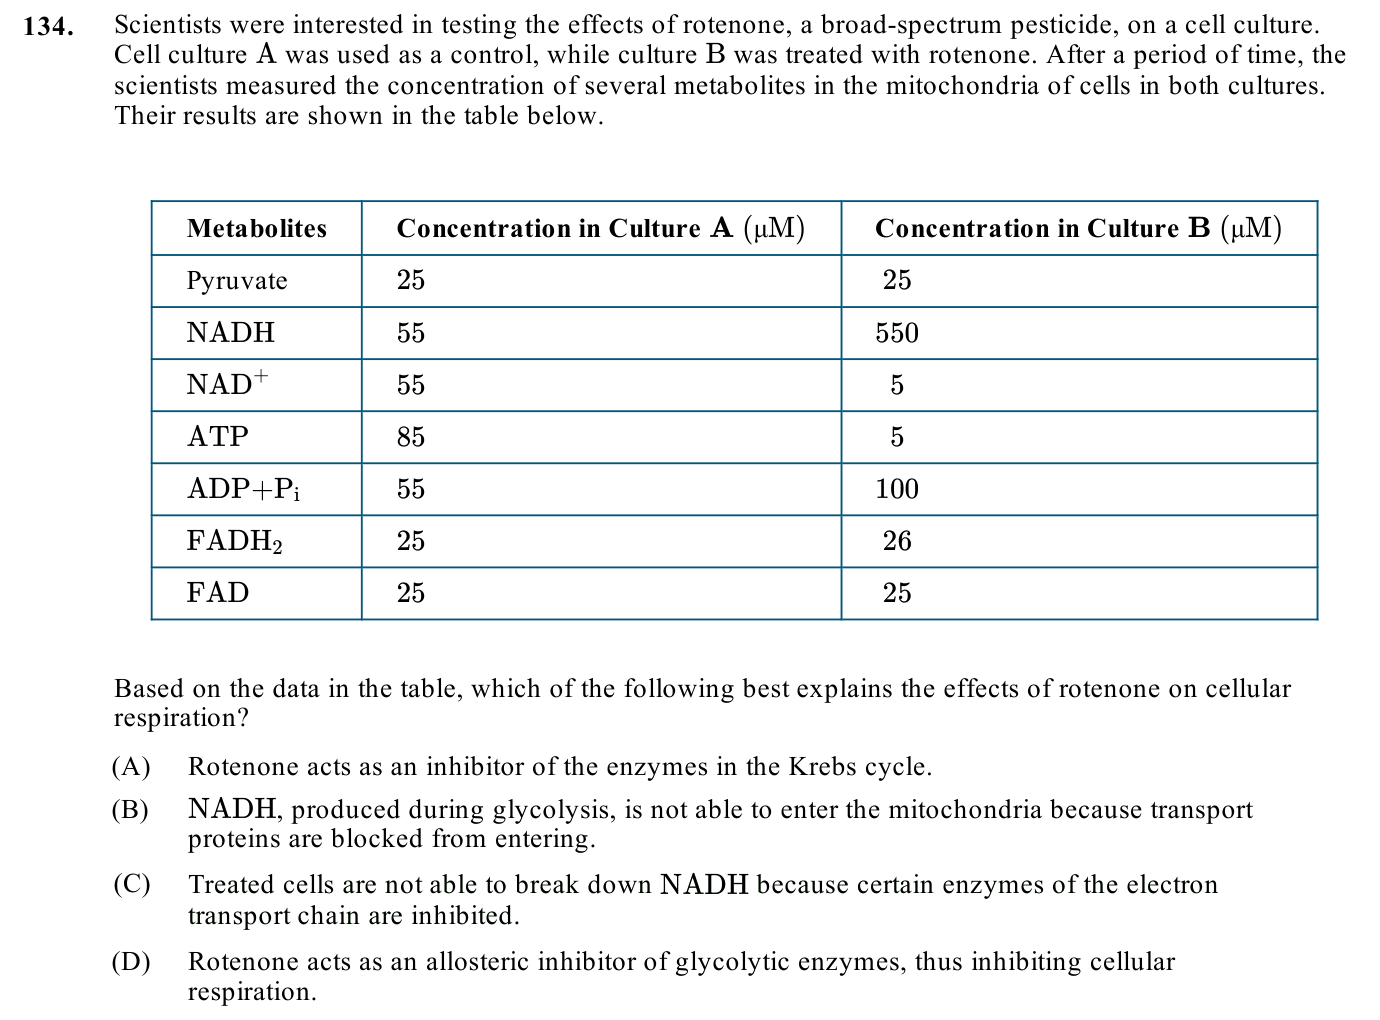 134. Scientists were interested in testing the effects of rotenone, a broad-spectrum pesticide, on a cell culture.
Cell culture A was used as a control, while culture B was treated with rotenone. After a period of time, the
scientists measured the concentration of several metabolites in the mitochondria of cells in both cultures.
Their results are shown in the table below.
Metabolites Concentration in Culture A (μM) Concentration in Culture B (μM)
Pyruvate 25 25
NADH 55 550
NAD⁺ 55 5
ATP 85 5
ADP+Pᵢ 55 100
FADH₂ 25 26
FAD 25 25
Based on the data in the table, which of the following best explains the effects of rotenone on cellular
respiration?
(A) Rotenone acts as an inhibitor of the enzymes in the Krebs cycle.
(B) NADH, produced during glycolysis, is not able to enter the mitochondria because transport
proteins are blocked from entering.
(C) Treated cells are not able to break down NADH because certain enzymes of the electron
transport chain are inhibited.
(D) Rotenone acts as an allosteric inhibitor of glycolytic enzymes, thus inhibiting cellular
respiration.